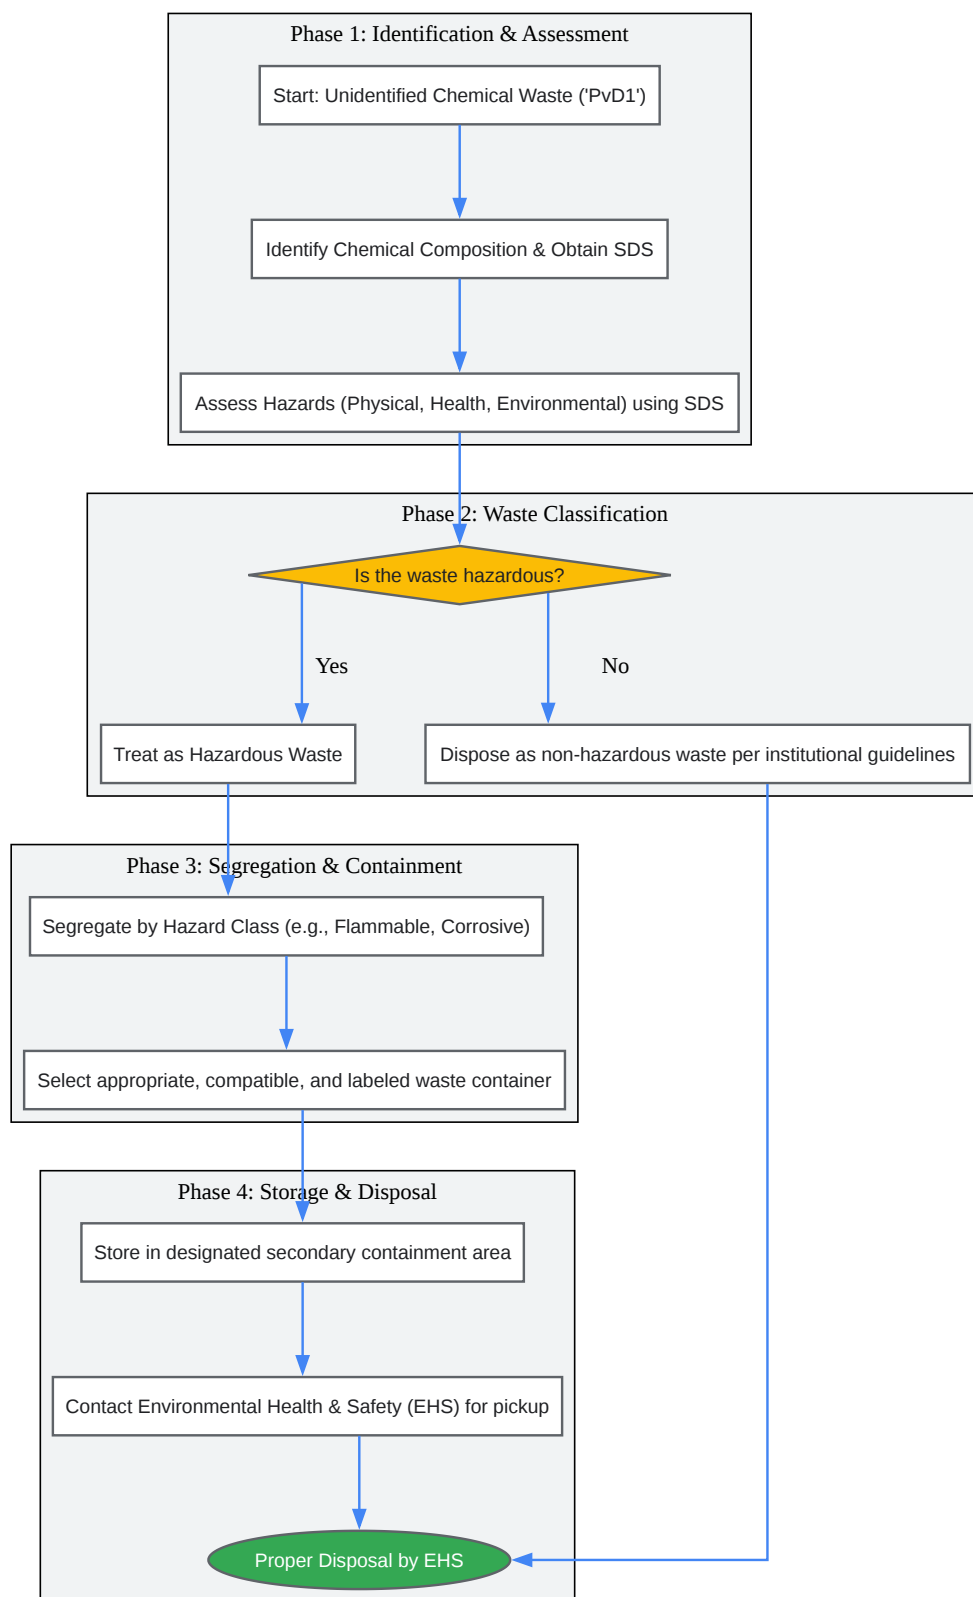 Phase 1: Identification & Assessment
Start: Unidentified Chemical Waste ('PvD1')
Identify Chemical Composition & Obtain SDS
Assess Hazards (Physical, Health, Environmental) using SDS
Phase 2: Waste Classification
Is the waste hazardous?
Yes
No
Treat as Hazardous Waste
Dispose as non-hazardous waste per institutional guidelines
Phase 3: Segregation & Containment
Segregate by Hazard Class (e.g., Flammable, Corrosive)
Select appropriate, compatible, and labeled waste container
Phase 4: Storage & Disposal
Store in designated secondary containment area
Contact Environmental Health & Safety (EHS) for pickup
Proper Disposal by EHS